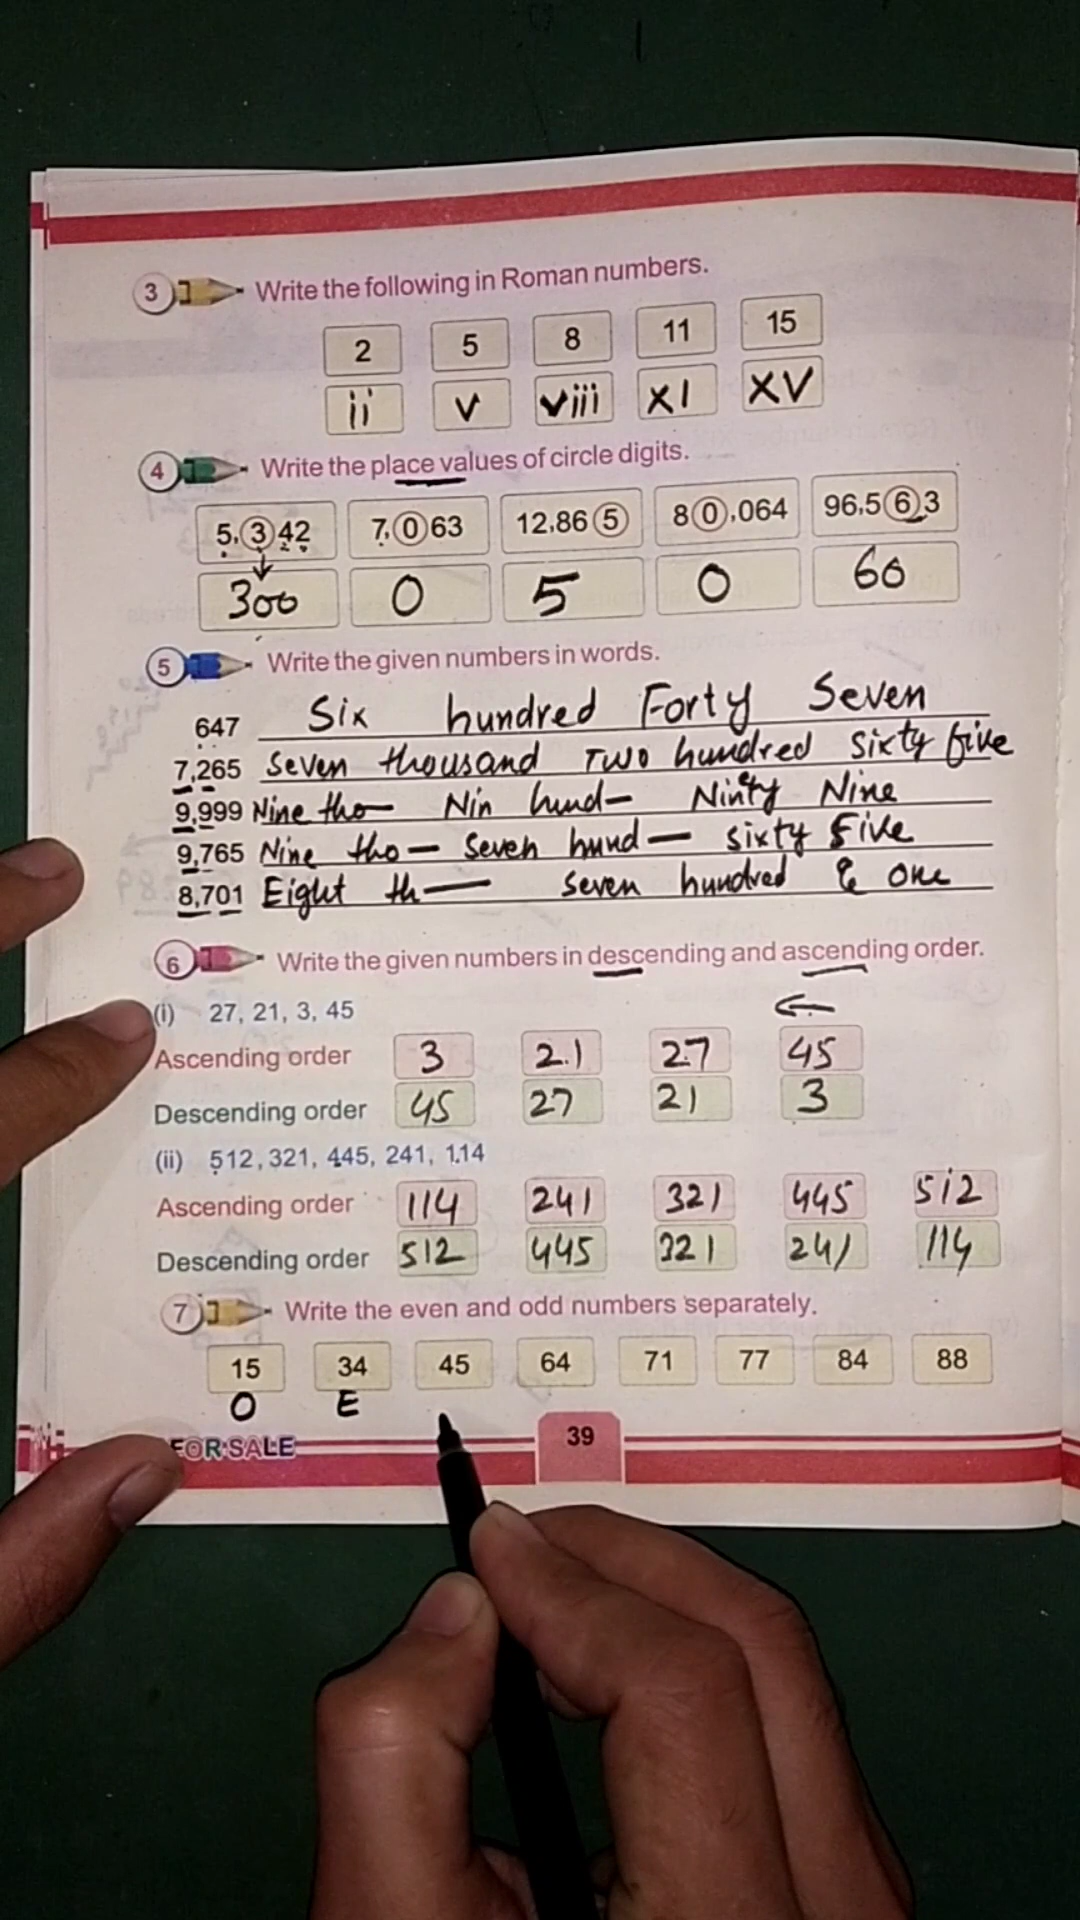 3 Write the following in Roman numbers.
2 5 8 11 15
ii v viii XI XV
4 Write the place values of circle digits.
5,342 7,063 12,865 80,064 96,563
300 0 5 0 60
5 Write the given numbers in words.
647 Six hundred Forty Seven
7,265 Seven thousand Two hundred sixty five
9,999 Nine tho— Nin hund— Ninty Nine
9,765 Nine tho— Seven hund— sixty Five
8,701 Eight th— seven hundred & one
6 Write the given numbers in descending and ascending order.
(i) 27, 21, 3, 45
Ascending order 3 21 27 45
Descending order 45 27 21 3
(ii) 512, 321, 445, 241, 114
Ascending order 114 241 321 445 512
Descending order 512 445 321 241 114
7 Write the even and odd numbers separately.
15 34 45 64 71 77 84 88
O E
FOR SALE
39